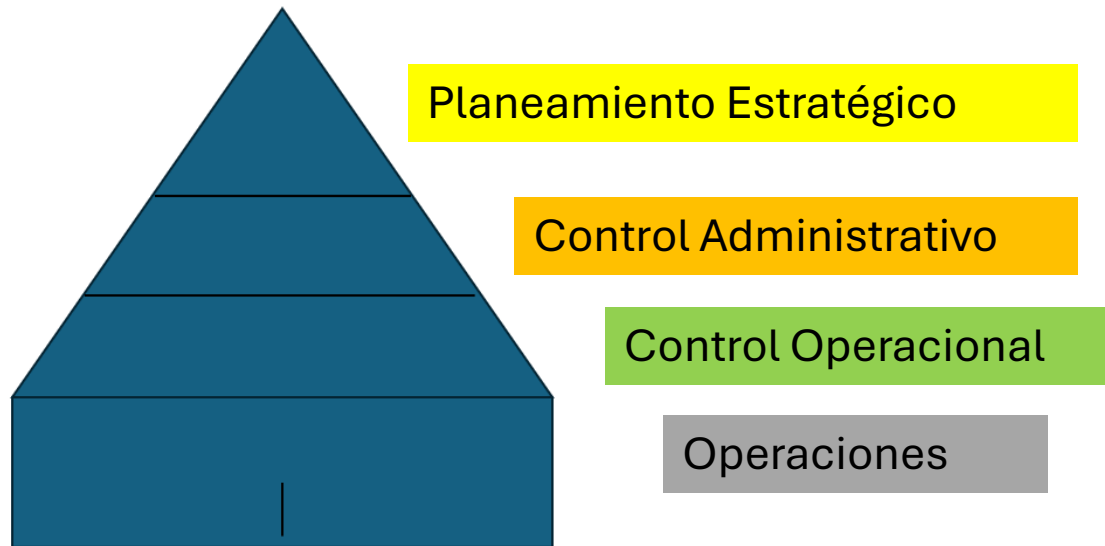 Planeamiento Estratégico
Control Administrativo
Control Operacional
Operaciones